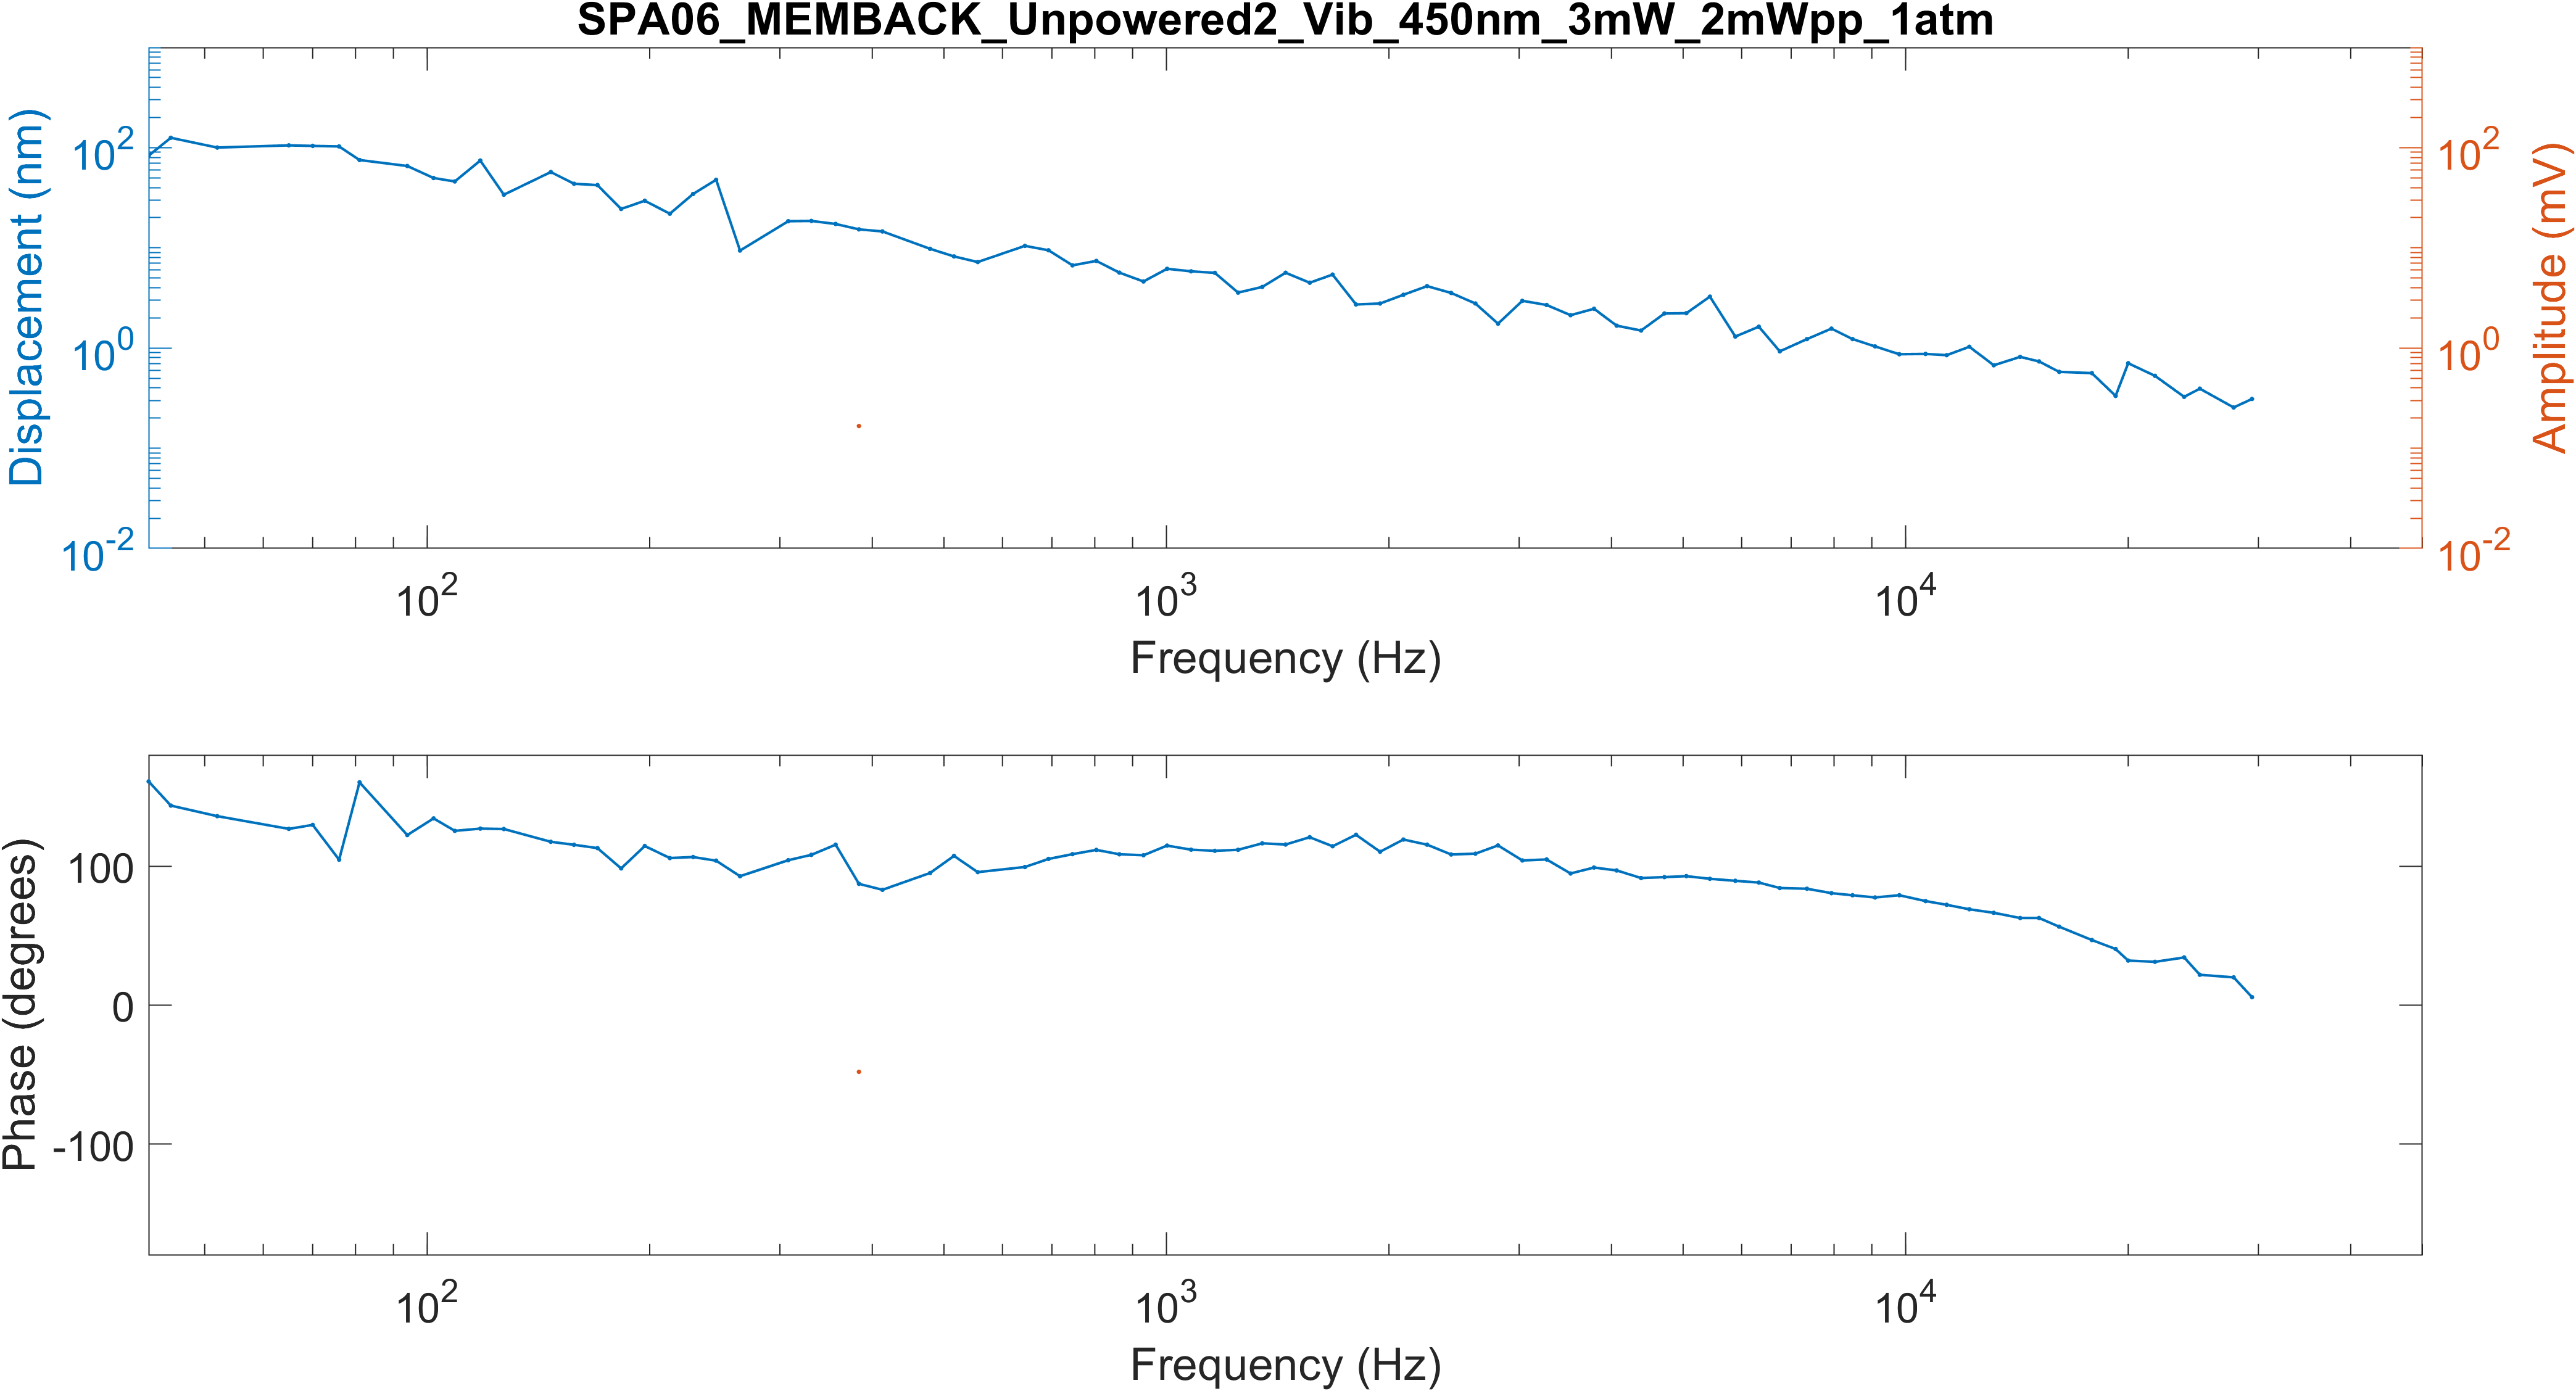 SPA06_MEMBACK_Unpowered2_Vib_450nm_3mW_2mWpp_1atm
Displacement (nm)
10^2
10^0
10^-2
Amplitude (mV)
10^2
10^0
10^-2
10^2 10^3 10^4
Frequency (Hz)
Phase (degrees)
100
0
-100
10^2 10^3 10^4
Frequency (Hz)